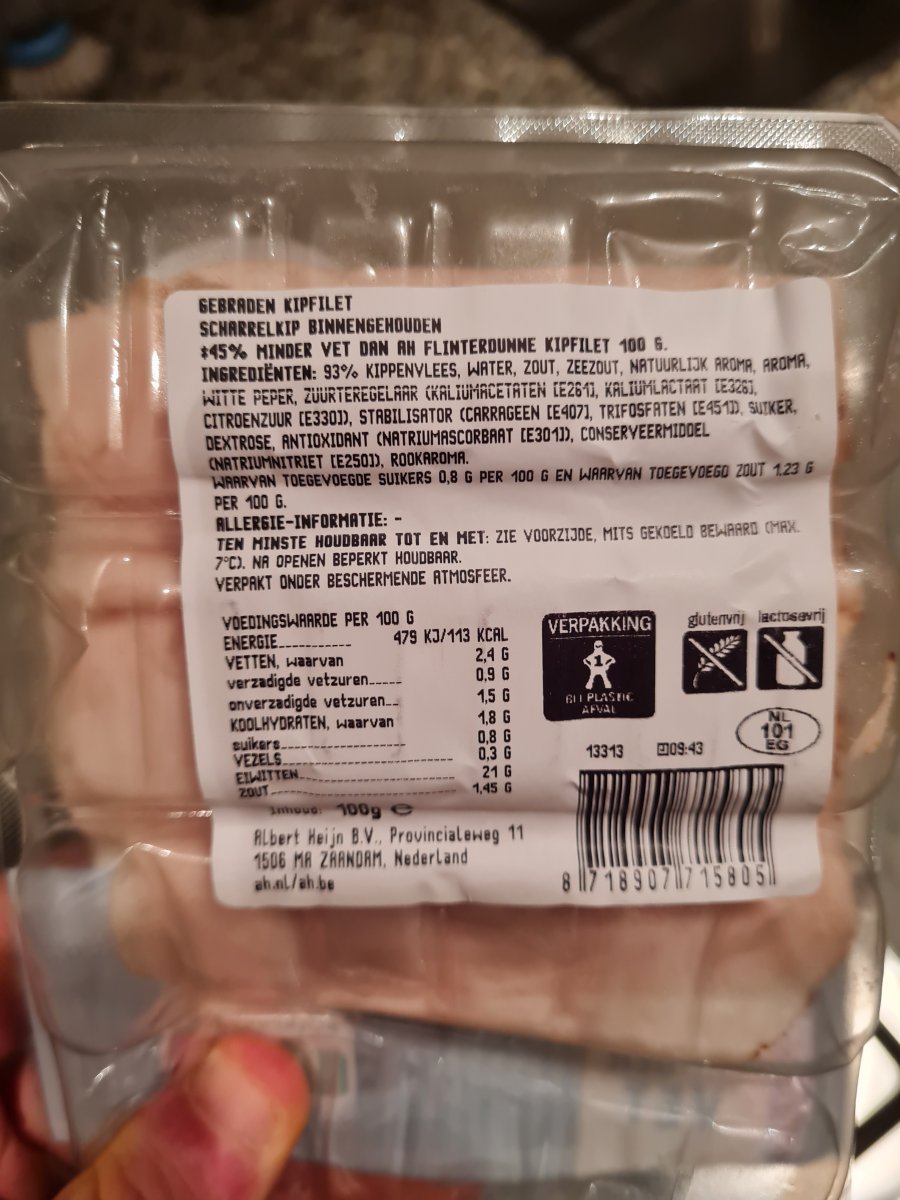 GEBRADEN KIPFILET
SCHARRELKIP BINNENGEHOUDEN
*45% MINDER VET DAN AH FLINTERDUNNE KIPFILET 100 G.
INGREDIËNTEN: 93% KIPPENVLEES, WATER, ZOUT, ZEEZOUT, NATUURLIJK AROMA, AROMA,
WITTE PEPER, ZUURTEREGELAAR (KALIUMACETATEN [E261], KALIUMLACTAAT [E326],
CITROENZUUR [E330]), STABILISATOR (CARRAGEEN [E407], TRIFOSFATEN [E451]), SUIKER,
DEXTROSE, ANTIOXIDANT (NATRIUMASCORBAAT [E301]), CONSERVEERMIDDEL
(NATRIUMNITRIET [E250]), ROOKAROMA.
WAARVAN TOEGEVOEGDE SUIKERS 0,8 G PER 100 G EN WAARVAN TOEGEVOEGD ZOUT 1,23 G
PER 100 G.
ALLERGIE-INFORMATIE: -
TEN MINSTE HOUDBAAR TOT EN MET: ZIE VOORZIJDE, MITS GEKOELD BEWAARD (MAX.
7°C). NA OPENEN BEPERKT HOUDBAAR.
VERPAKT ONDER BESCHERMENDE ATMOSFEER.
VOEDINGSWAARDE PER 100 G
ENERGIE 479 KJ/113 KCAL
VETTEN, waarvan 2,4 G
verzadigde vetzuren 0,9 G
onverzadigde vetzuren 1,5 G
KOOLHYDRATEN, waarvan 1,8 G
suikers 0,8 G
VEZELS 0,3 G
EIWITTEN 21 G
ZOUT 1,45 G
Inhoud: 100g e
Albert Heijn B.V., Provincialeweg 11
1506 MA ZAANDAM, Nederland
ah.nl/ah.be
VERPAKKING
1
BIJ PLASTIC
AFVAL
glutenvrij lactosevrij
NL
101
EG
13313 09:43
8 718907 715805